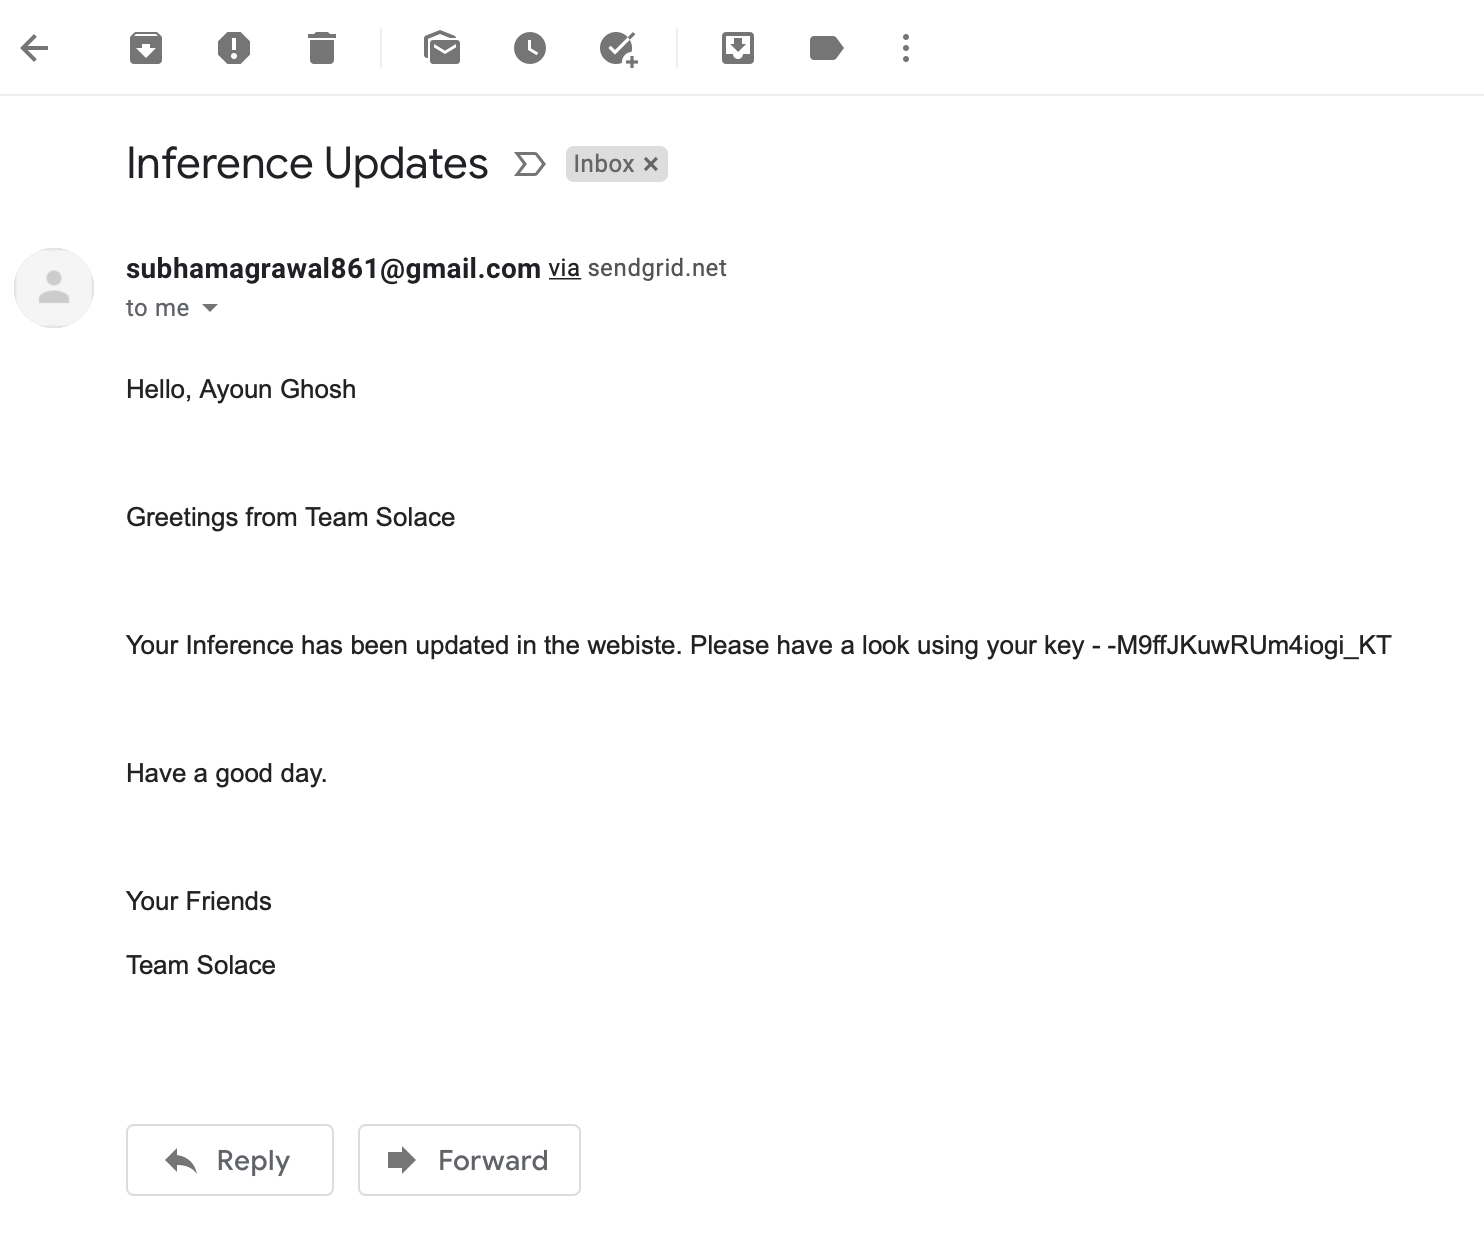 Inference Updates Inbox ×
subhamagrawal861@gmail.com via sendgrid.net
to me
Hello, Ayoun Ghosh
Greetings from Team Solace
Your Inference has been updated in the webiste. Please have a look using your key - -M9ffJKuwRUm4iogi_KT
Have a good day.
Your Friends
Team Solace
Reply Forward